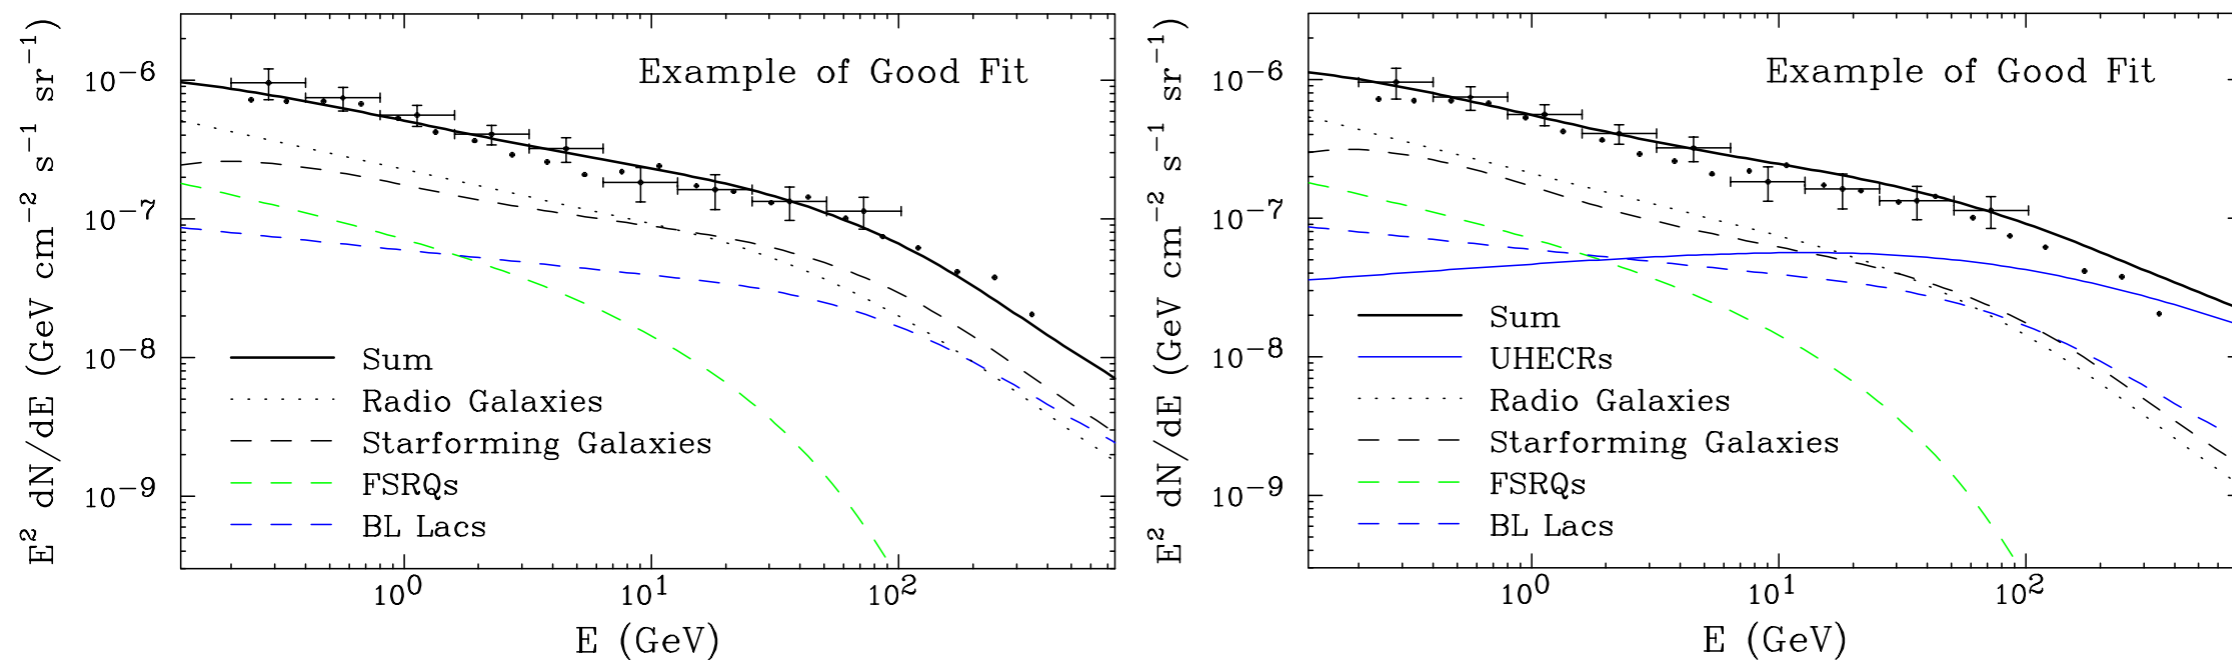 Example of Good Fit
E² dN/dE (GeV cm⁻² s⁻¹ sr⁻¹)
10⁻⁶
10⁻⁷
10⁻⁸
10⁻⁹
Sum
Radio Galaxies
Starforming Galaxies
FSRQs
BL Lacs
10⁰ 10¹ 10²
E (GeV)
Example of Good Fit
E² dN/dE (GeV cm⁻² s⁻¹ sr⁻¹)
10⁻⁶
10⁻⁷
10⁻⁸
10⁻⁹
Sum
UHECRs
Radio Galaxies
Starforming Galaxies
FSRQs
BL Lacs
10⁰ 10¹ 10²
E (GeV)